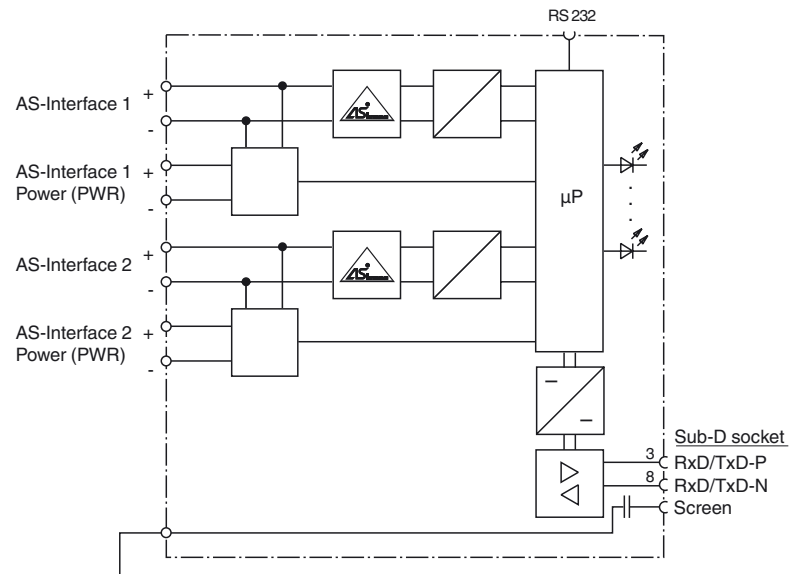 RS 232
AS-Interface 1
+
-
AS-Interface 1
Power (PWR)
+
-
AS-Interface 2
+
-
AS-Interface 2
Power (PWR)
+
-
µP
Sub-D socket
3 RxD/TxD-P
8 RxD/TxD-N
Screen